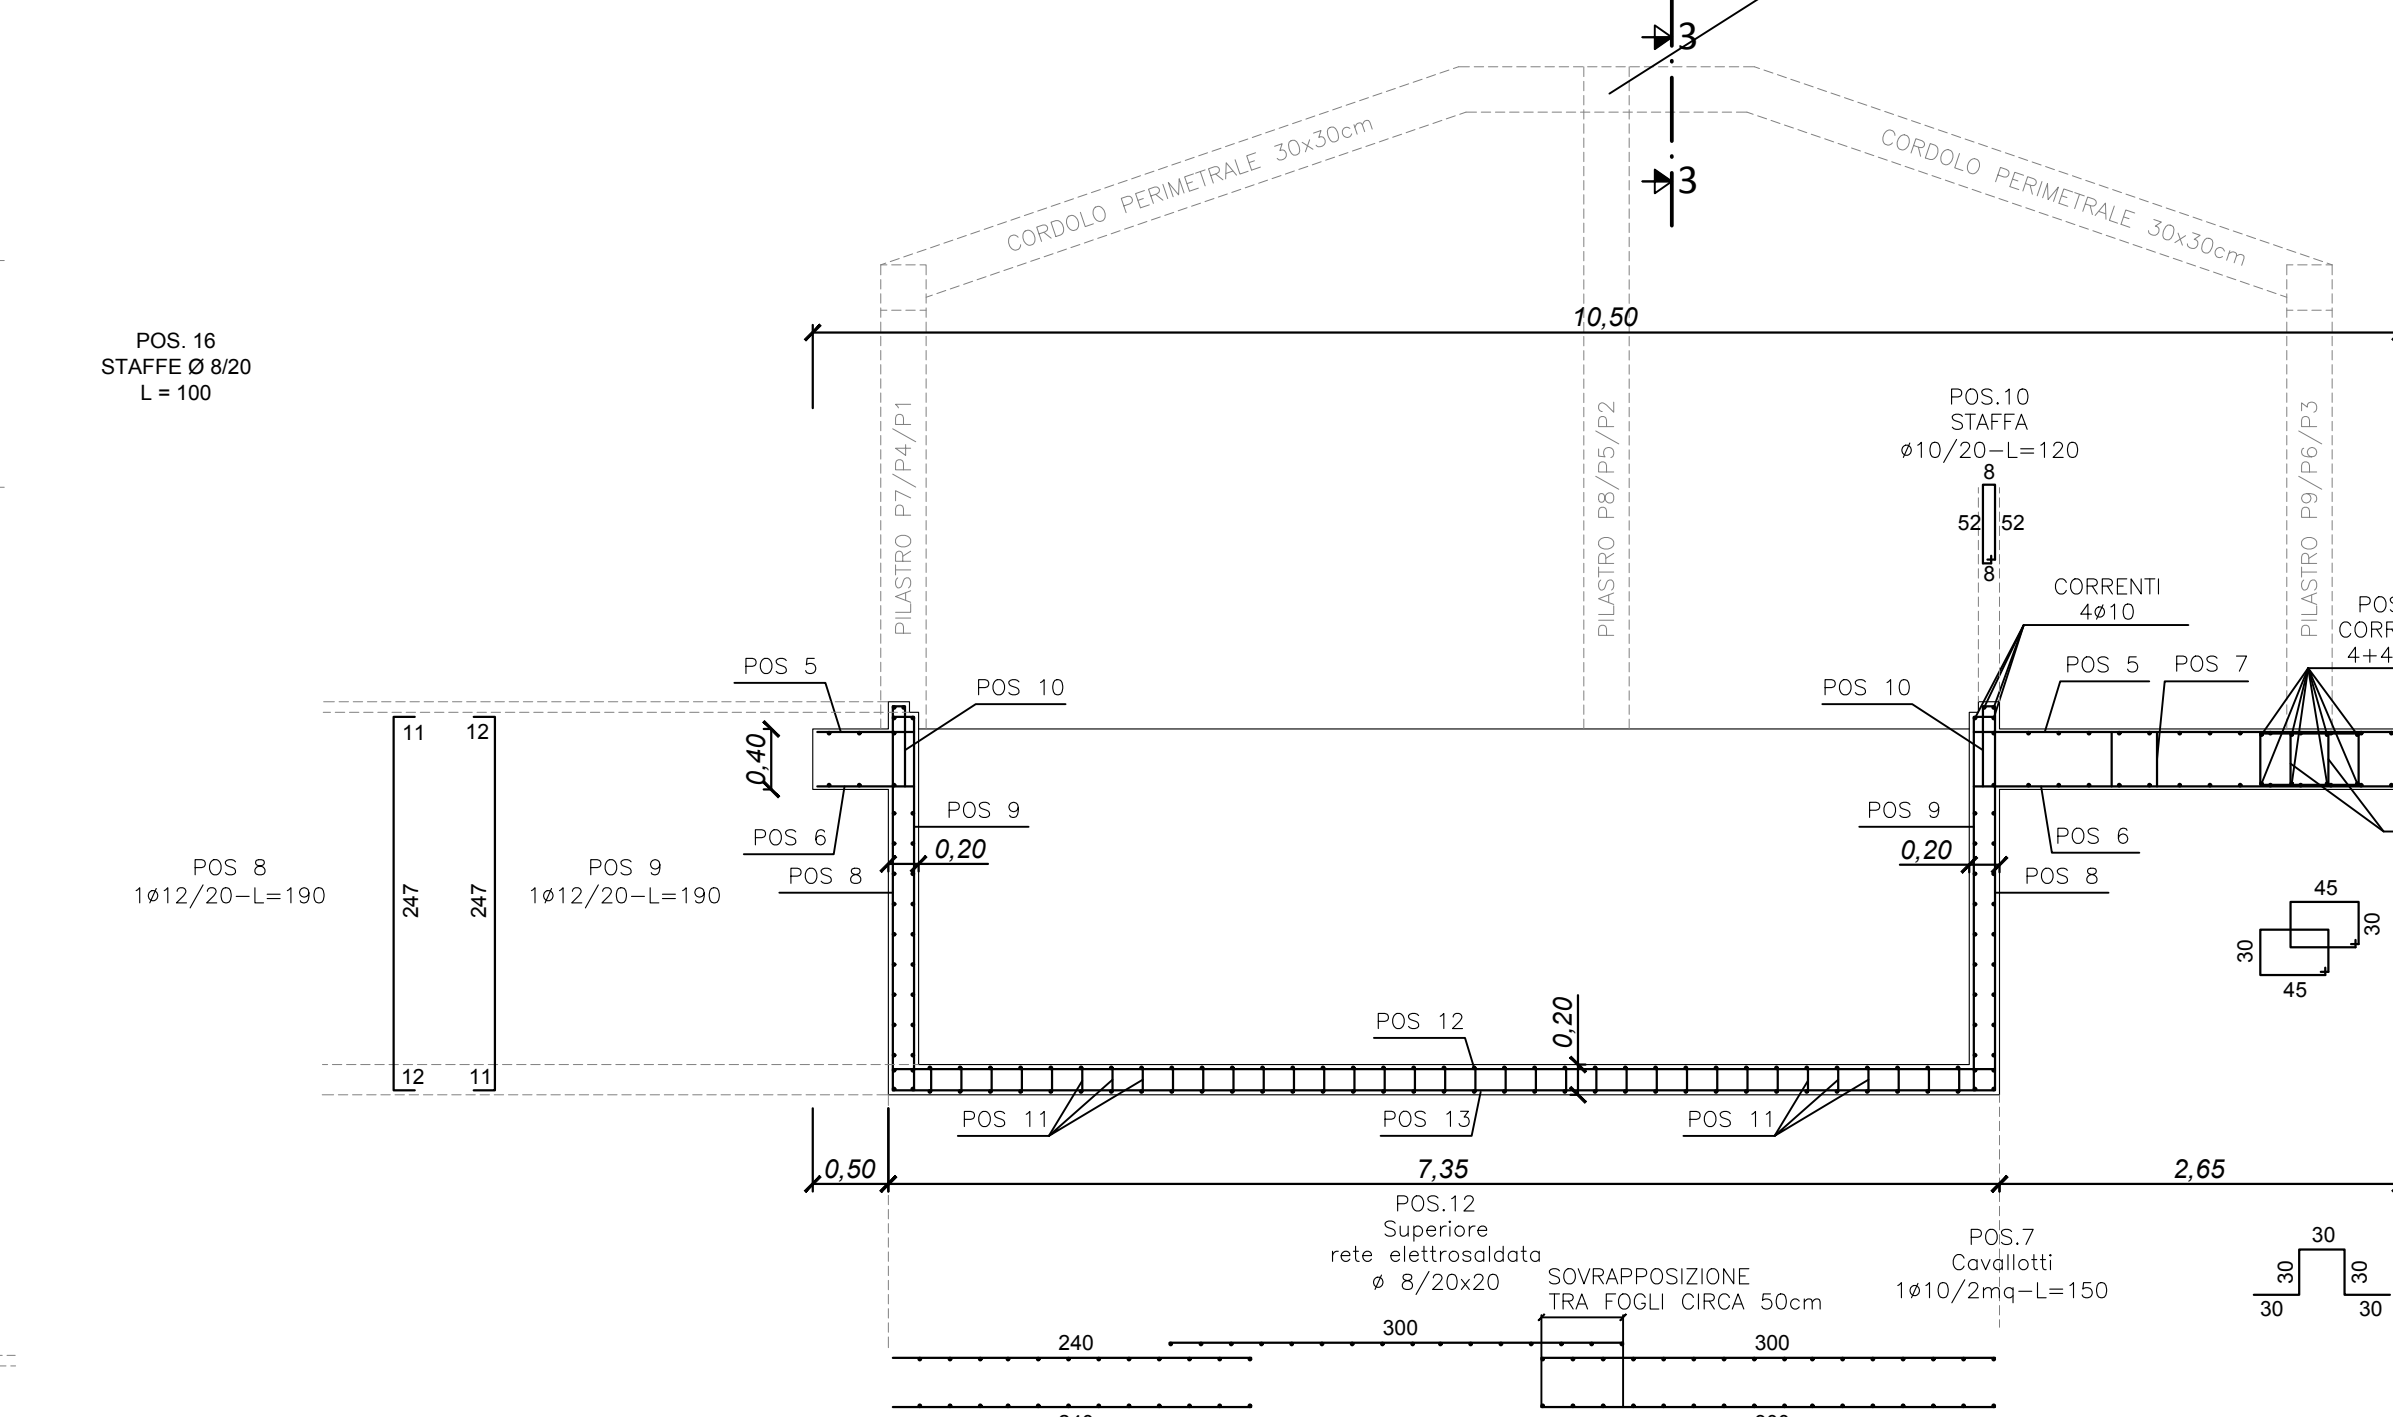 3
CORDOLO PERIMETRALE 30x30cm
CORDOLO PERIMETRALE 30x30cm
3
10,50
POS. 16
STAFFE Ø 8/20
L = 100
PILASTRO P7/P4/P1
PILASTRO P8/P5/P2
PILASTRO P9/P6/P3
POS.10
STAFFA
ø10/20-L=120
8
52
52
8
CORRENTI
4ø10
POS
CORR
4+4
POS 5
POS 10
POS 10
POS 5
POS 7
11
12
0,40
POS 9
POS 9
POS 6
0,20
0,20
POS 6
POS 8
POS 8
POS 8
1ø12/20-L=190
247
247
POS 9
1ø12/20-L=190
45
30
30
45
12
11
POS 12
0,20
POS 11
POS 13
POS 11
0,50
7,35
2,65
POS.12
Superiore
rete elettrosaldata
ø 8/20x20
SOVRAPPOSIZIONE
TRA FOGLI CIRCA 50cm
POS.7
Cavallotti
1ø10/2mq-L=150
30
30
30
30
30
240
300
300